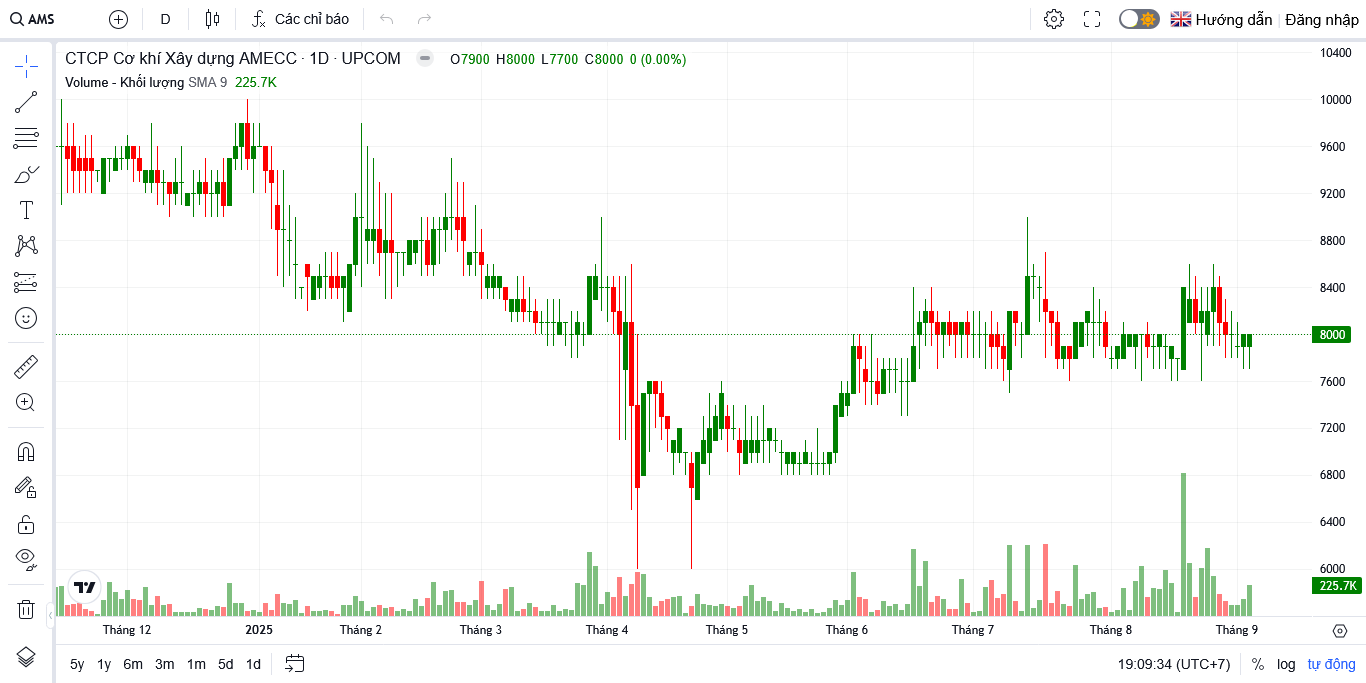 AMS D Các chỉ báo Hướng dẫn Đăng nhập
CTCP Cơ khí Xây dựng AMECC · 1D · UPCOM O7900 H8000 L7700 C8000 0 (0.00%)
Volume - Khối lượng SMA 9 225.7K
10400
10000
9600
9200
8800
8400
8000
7600
7200
6800
6400
6000
225.7K
Tháng 12 2025 Tháng 2 Tháng 3 Tháng 4 Tháng 5 Tháng 6 Tháng 7 Tháng 8 Tháng 9
5y 1y 6m 3m 1m 5d 1d 19:09:34 (UTC+7) % log tự động